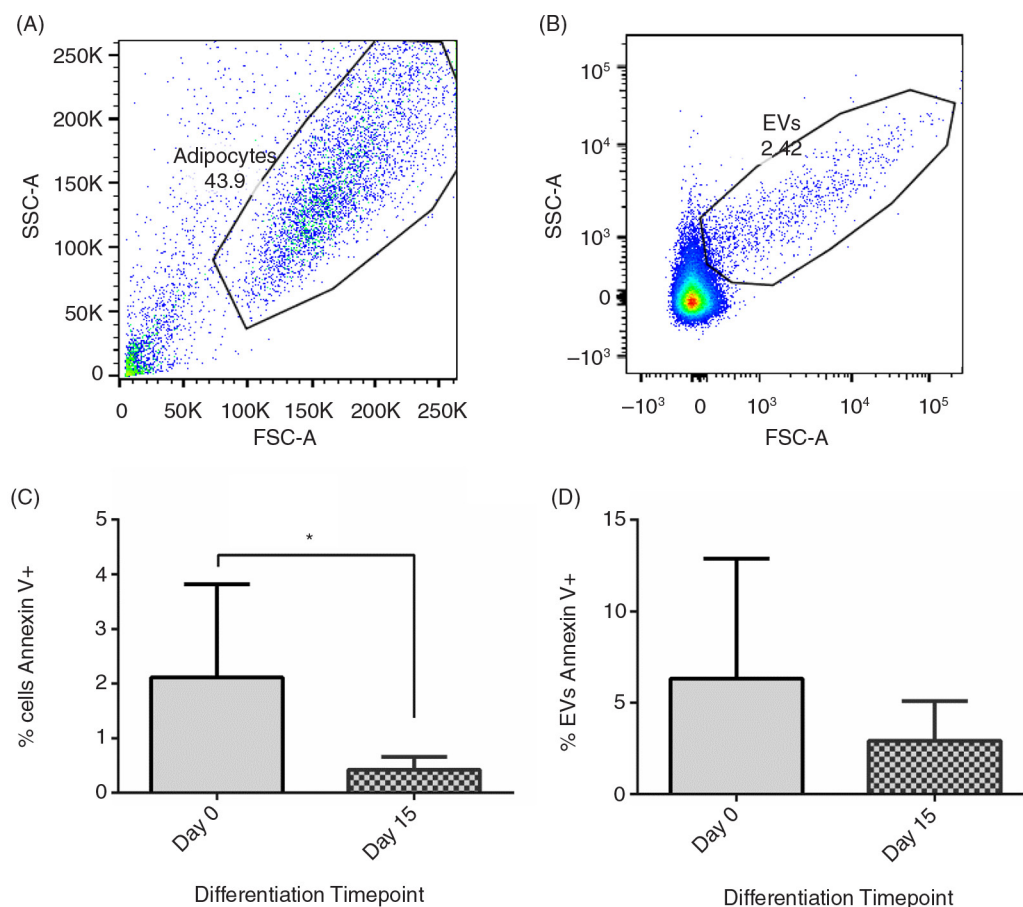 (A)
250K
200K
150K
100K
50K
0
SSC-A
Adipocytes
43.9
0 50K 100K 150K 200K 250K
FSC-A
(B)
10⁵
10⁴
10³
0
−10³
SSC-A
EVs
2.42
−10³ 0 10³ 10⁴ 10⁵
FSC-A
(C)
5
4
3
2
1
0
% cells Annexin V+
*
Day 0
Day 15
Differentiation Timepoint
(D)
15
10
5
0
% EVs Annexin V+
Day 0
Day 15
Differentiation Timepoint